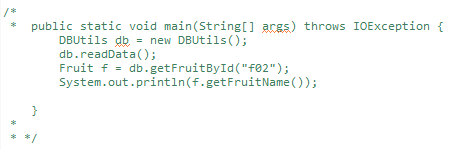 /*
 *  public static void main(String[] args) throws IOException {
        DBUtils db = new DBUtils();
        db.readData();
        Fruit f = db.getFruitById("f02");
        System.out.println(f.getFruitName());
    }
 *
 * */